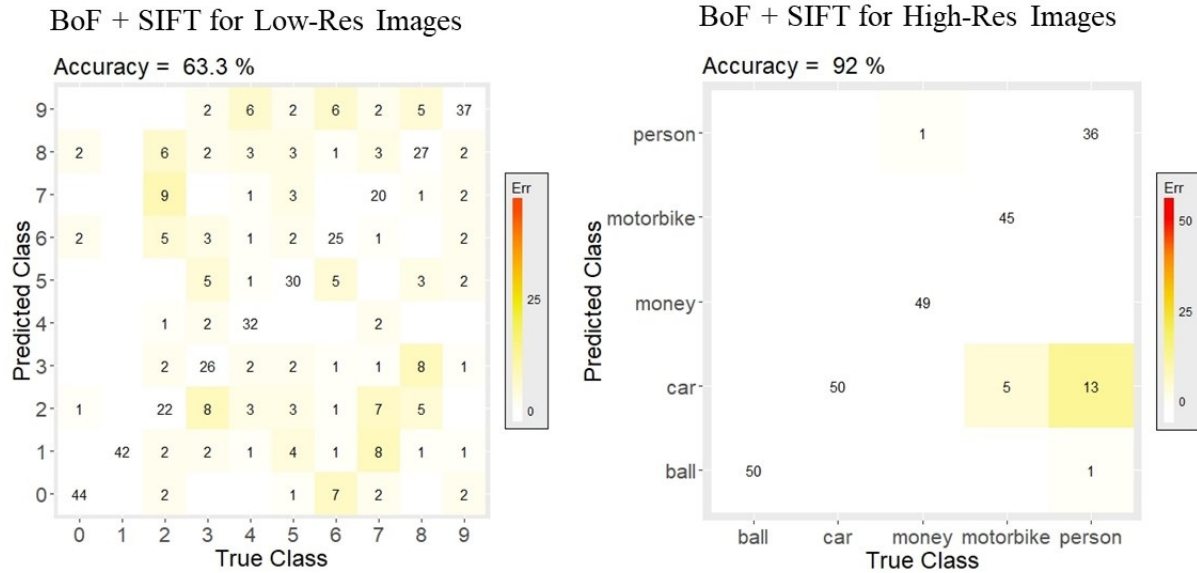 BoF + SIFT for Low-Res Images
Accuracy = 63.3 %
Predicted Class
9 2 6 2 6 2 5 37
8 2 6 2 3 3 1 3 27 2
7 9 1 3 20 1 2
6 2 5 3 1 2 25 1 2
5 5 1 30 5 3 2
4 1 2 32 2
3 2 26 2 2 1 1 8 1
2 1 22 8 3 3 1 7 5
1 42 2 2 1 4 1 8 1 1
0 44 2 1 7 2 2
0 1 2 3 4 5 6 7 8 9
True Class
Err
25
0
BoF + SIFT for High-Res Images
Accuracy = 92 %
Predicted Class
person 1 36
motorbike 45
money 49
car 50 5 13
ball 50 1
ball car money motorbike person
True Class
Err
50
25
0